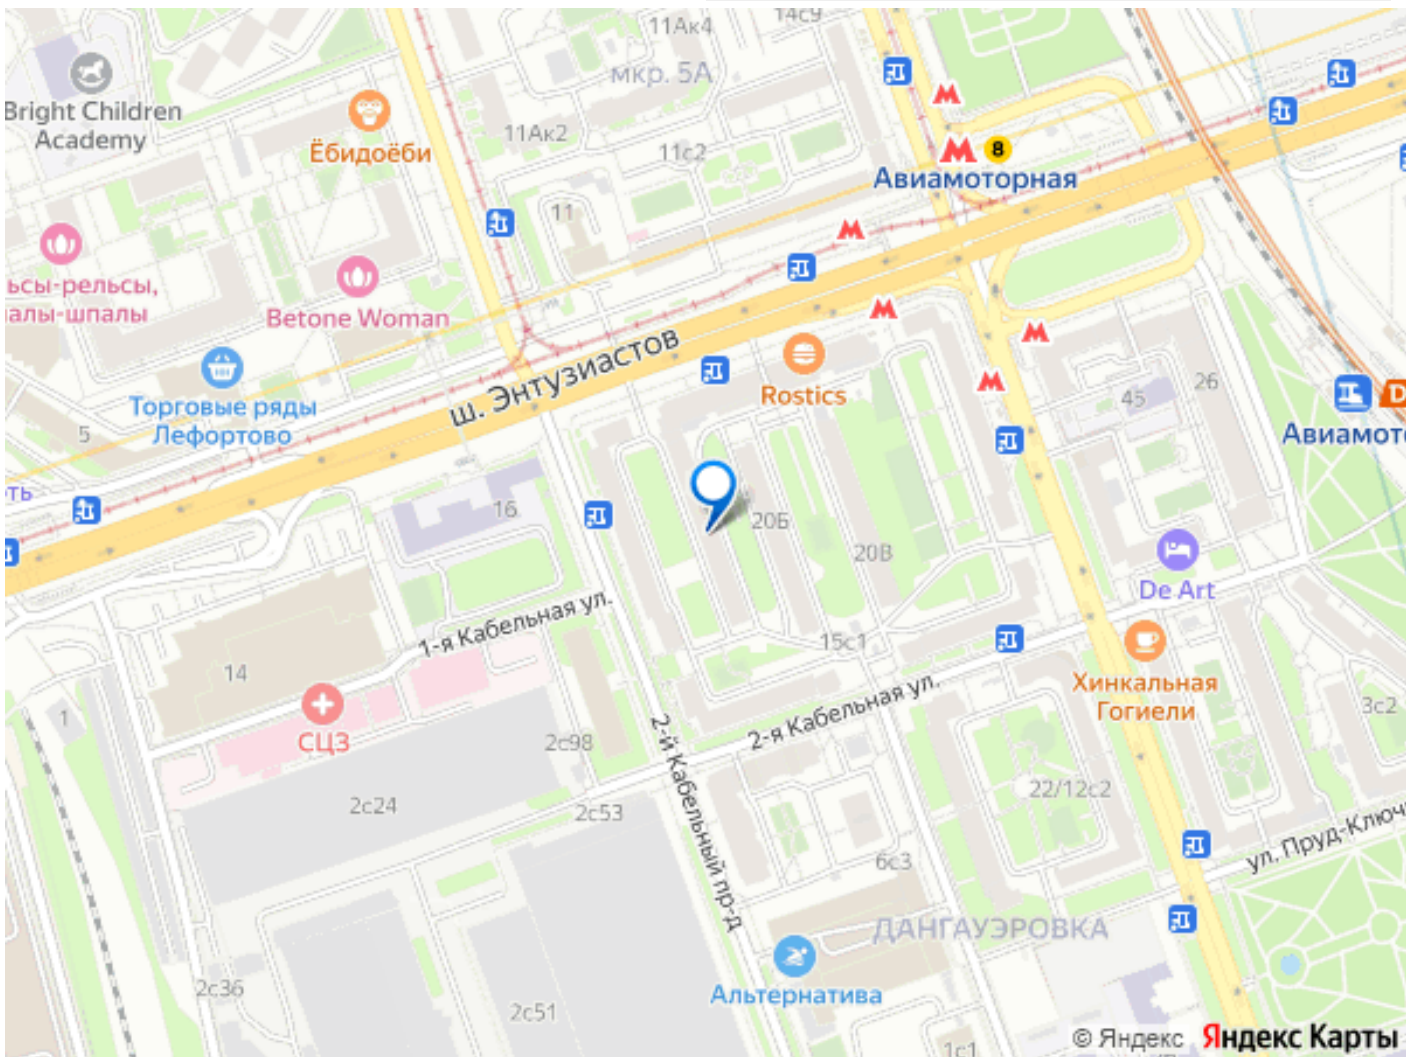 11Ак4
14с9
мкр. 5А
Bright Children
Academy
Ёбидоёби
11Ак2
11с2
8
Авиамоторная
11
ьсы-рельсы,
алы-шпалы
Betone Woman
ш. Энтузиастов
Rostics
Торговые ряды
Лефортово
5
45
26
D
Авиамото
ть
16
20Б
20В
De Art
1-я Кабельная ул.
15с1
14
Хинкальная
Гогиели
2-я Кабельная ул.
3с2
1
СЦЗ
2с98
2-й Кабельный пр-д
22/12с2
2с24
2с53
ул. Пруд-Ключ
6с3
ДАНГАУЭРОВКА
2с36
Альтернатива
2с51
1с1
© Яндекс Яндекс Карты